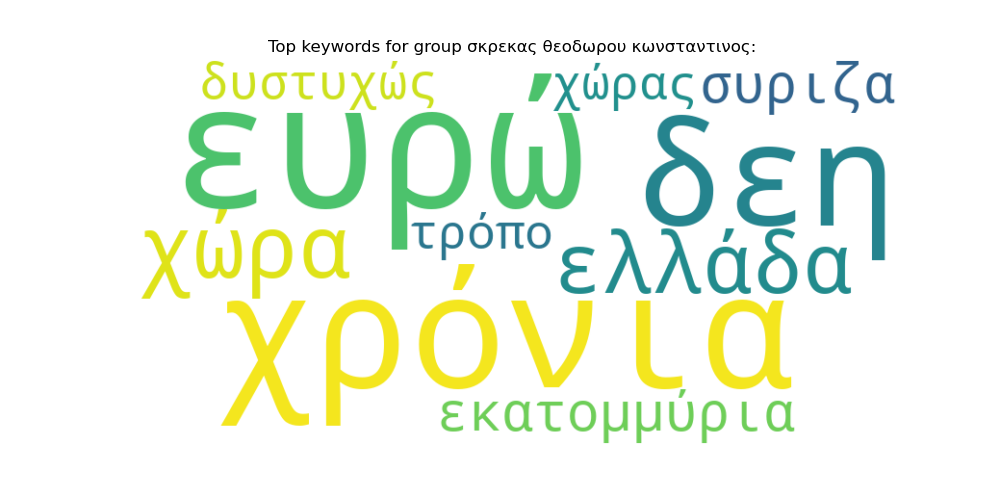 Top keywords for group σκρεκας θεοδωρου κωνσταντινος:
δυστυχώς
χώρας
συριζα
ευρώ
δεη
χώρα
τρόπο
ελλάδα
χρόνια
εκατομμύρια